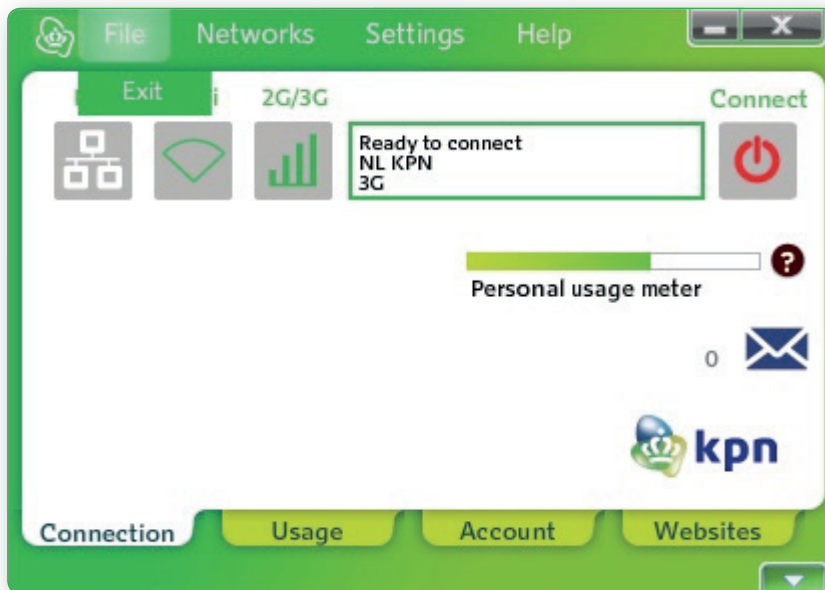 File Networks Settings Help
Exit
2G/3G
Connect
Ready to connect
NL KPN
3G
?
Personal usage meter
0
kpn
Connection Usage Account Websites